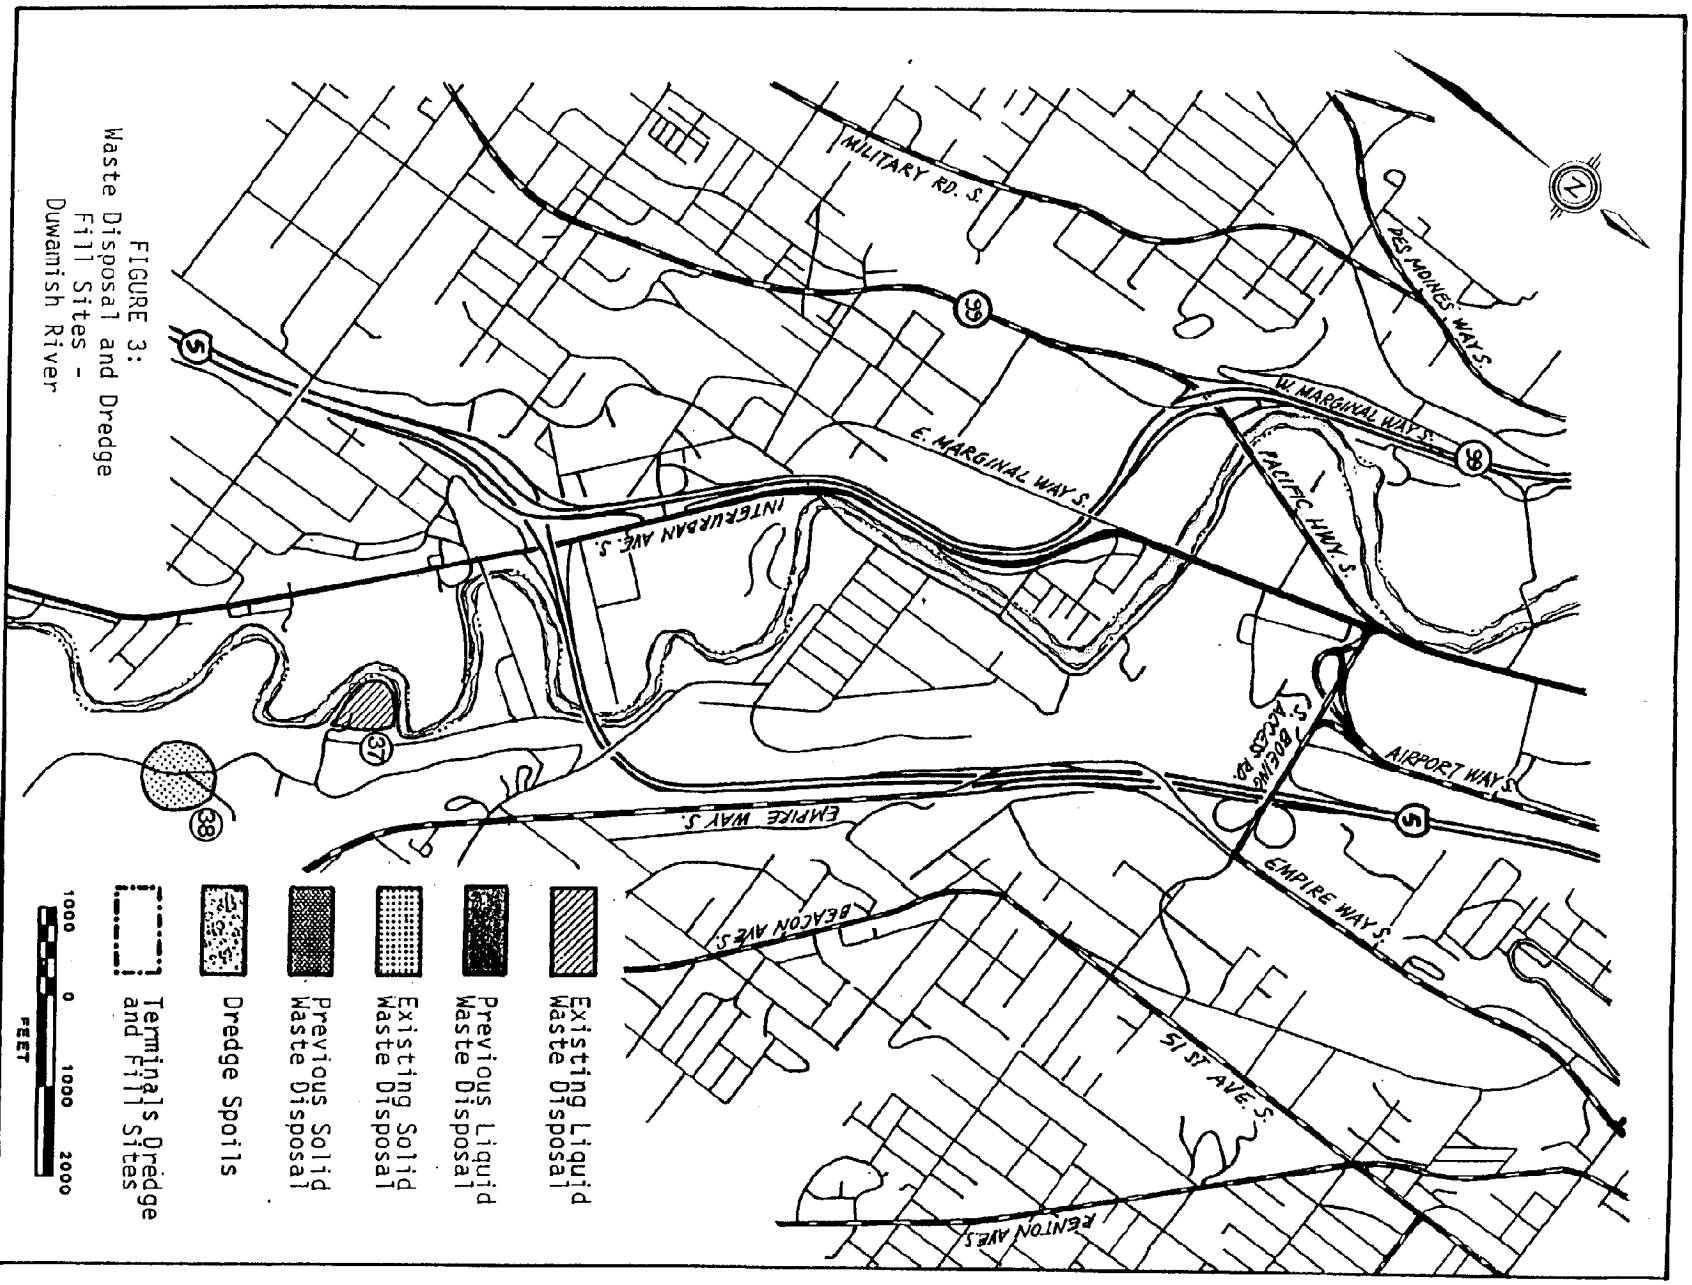 FIGURE 3:
Waste Disposal and Dredge
Fill Sites -
Duwamish River
N
MILITARY RD. S.
DES MOINES WAY S.
99
W. MARGINAL WAY S.
99
E. MARGINAL WAY S.
PACIFIC HWY. S.
5
INTERURBAN AVE. S.
S. BOEING
ACCESS RD.
AIRPORT WAY S.
5
37
38
EMPIRE WAY S.
EMPIRE WAY S.
BEACON AVE S.
51 ST AVE. S.
RENTON AVE S.
Existing Liquid
Waste Disposal
Previous Liquid
Waste Disposal
Existing Solid
Waste Disposal
Previous Solid
Waste Disposal
Dredge Spoils
Terminals Dredge
and Fill Sites
1000 0 1000 2000
FEET